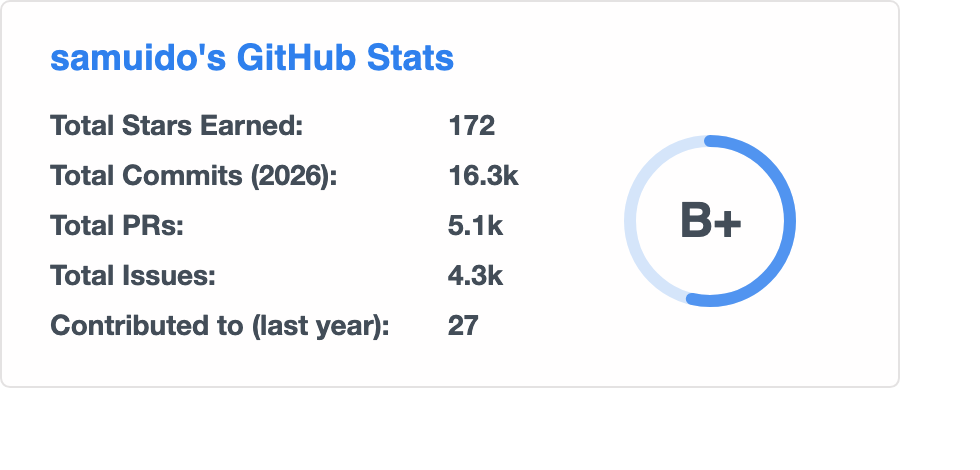 samuido's GitHub Stats
Total Stars Earned: 172
Total Commits (2026): 16.3k
Total PRs: 5.1k
Total Issues: 4.3k
Contributed to (last year): 27
B+